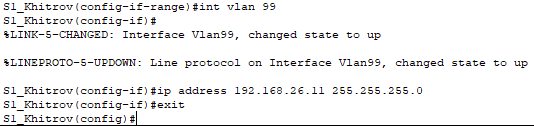 S1_Khitrov(config-if-range)#int vlan 99
S1_Khitrov(config-if)#
%LINK-5-CHANGED: Interface Vlan99, changed state to up
%LINEPROTO-5-UPDOWN: Line protocol on Interface Vlan99, changed state to up
S1_Khitrov(config-if)#ip address 192.168.26.11 255.255.255.0
S1_Khitrov(config-if)#exit
S1_Khitrov(config)#